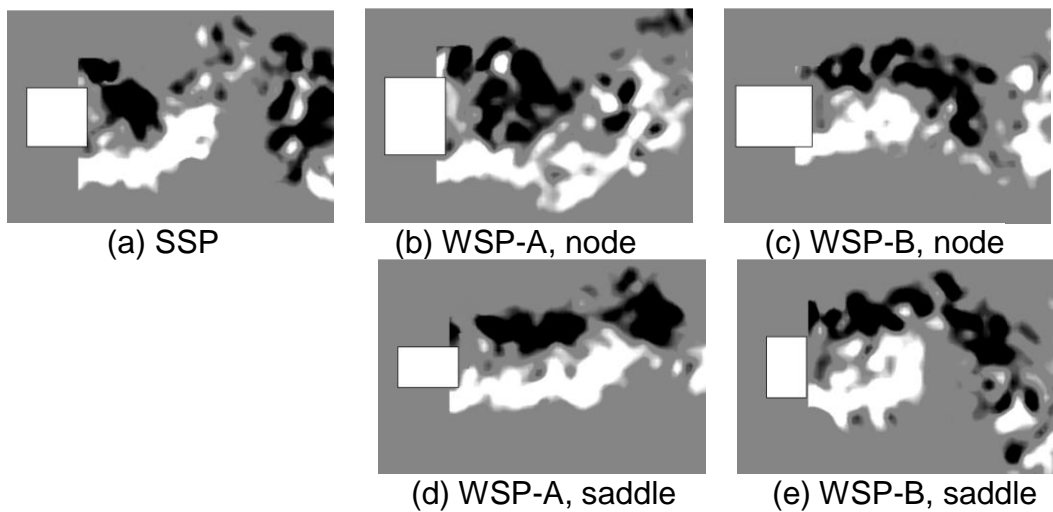 (a) SSP
(b) WSP-A, node
(c) WSP-B, node
(d) WSP-A, saddle
(e) WSP-B, saddle